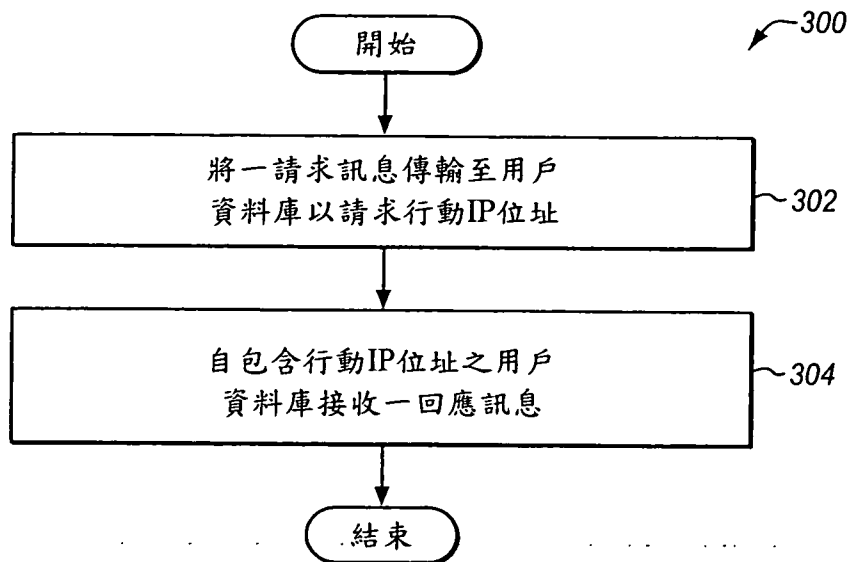 開始
300
將一請求訊息傳輸至用戶
資料庫以請求行動IP位址
302
自包含行動IP位址之用戶
資料庫接收一回應訊息
304
結束